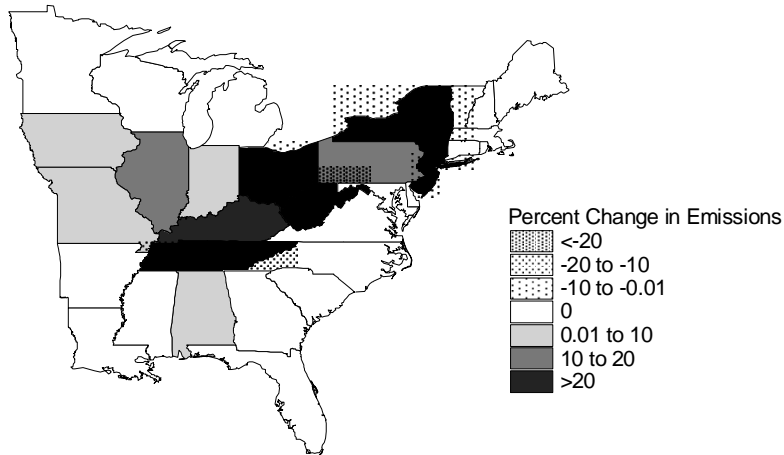 Percent Change in Emissions
<-20
-20 to -10
-10 to -0.01
0
0.01 to 10
10 to 20
>20